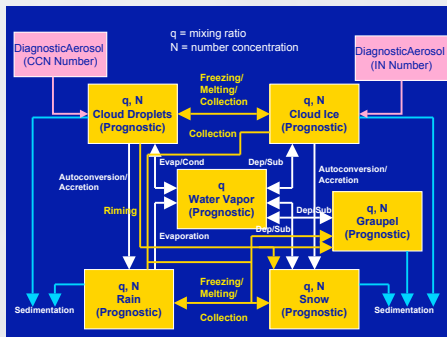 DiagnosticAerosol
(CCN Number)
q = mixing ratio
N = number concentration
DiagnosticAerosol
(IN Number)
q, N
Cloud Droplets
(Prognostic)
Freezing/
Melting/
Collection
q, N
Cloud Ice
(Prognostic)
Collection
Evap/Cond
Dep/Sub
Autoconversion/
Accretion
q
Water Vapor
(Prognostic)
Autoconversion/
Accretion
Riming
Dep/Sub
q, N
Graupel
(Prognostic)
Evaporation
Dep/Sub
q, N
Rain
(Prognostic)
Freezing/
Melting/
Collection
q, N
Snow
(Prognostic)
Sedimentation
Sedimentation